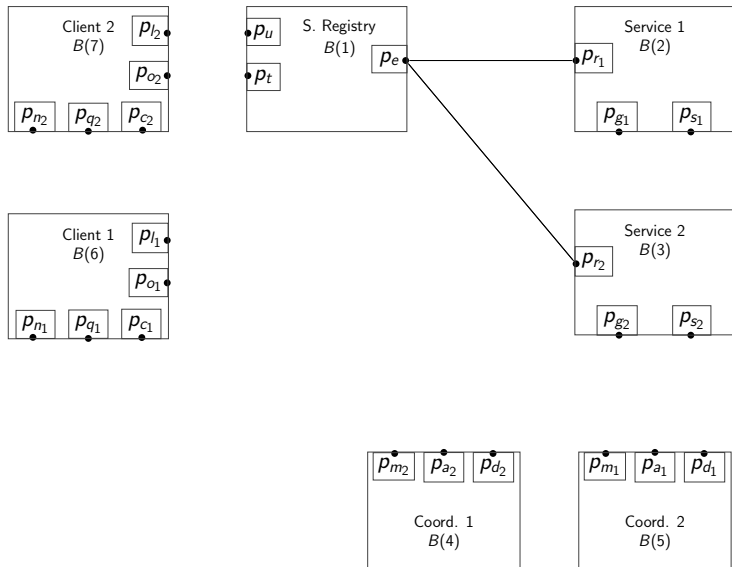 Client 2
B(7)
p_{l_2}
p_{o_2}
p_{n_2} p_{q_2} p_{c_2}
S. Registry
B(1)
p_u
p_t
p_e
Service 1
B(2)
p_{r_1}
p_{g_1} p_{s_1}
Client 1
B(6)
p_{l_1}
p_{o_1}
p_{n_1} p_{q_1} p_{c_1}
Service 2
B(3)
p_{r_2}
p_{g_2} p_{s_2}
p_{m_2} p_{a_2} p_{d_2}
Coord. 1
B(4)
p_{m_1} p_{a_1} p_{d_1}
Coord. 2
B(5)